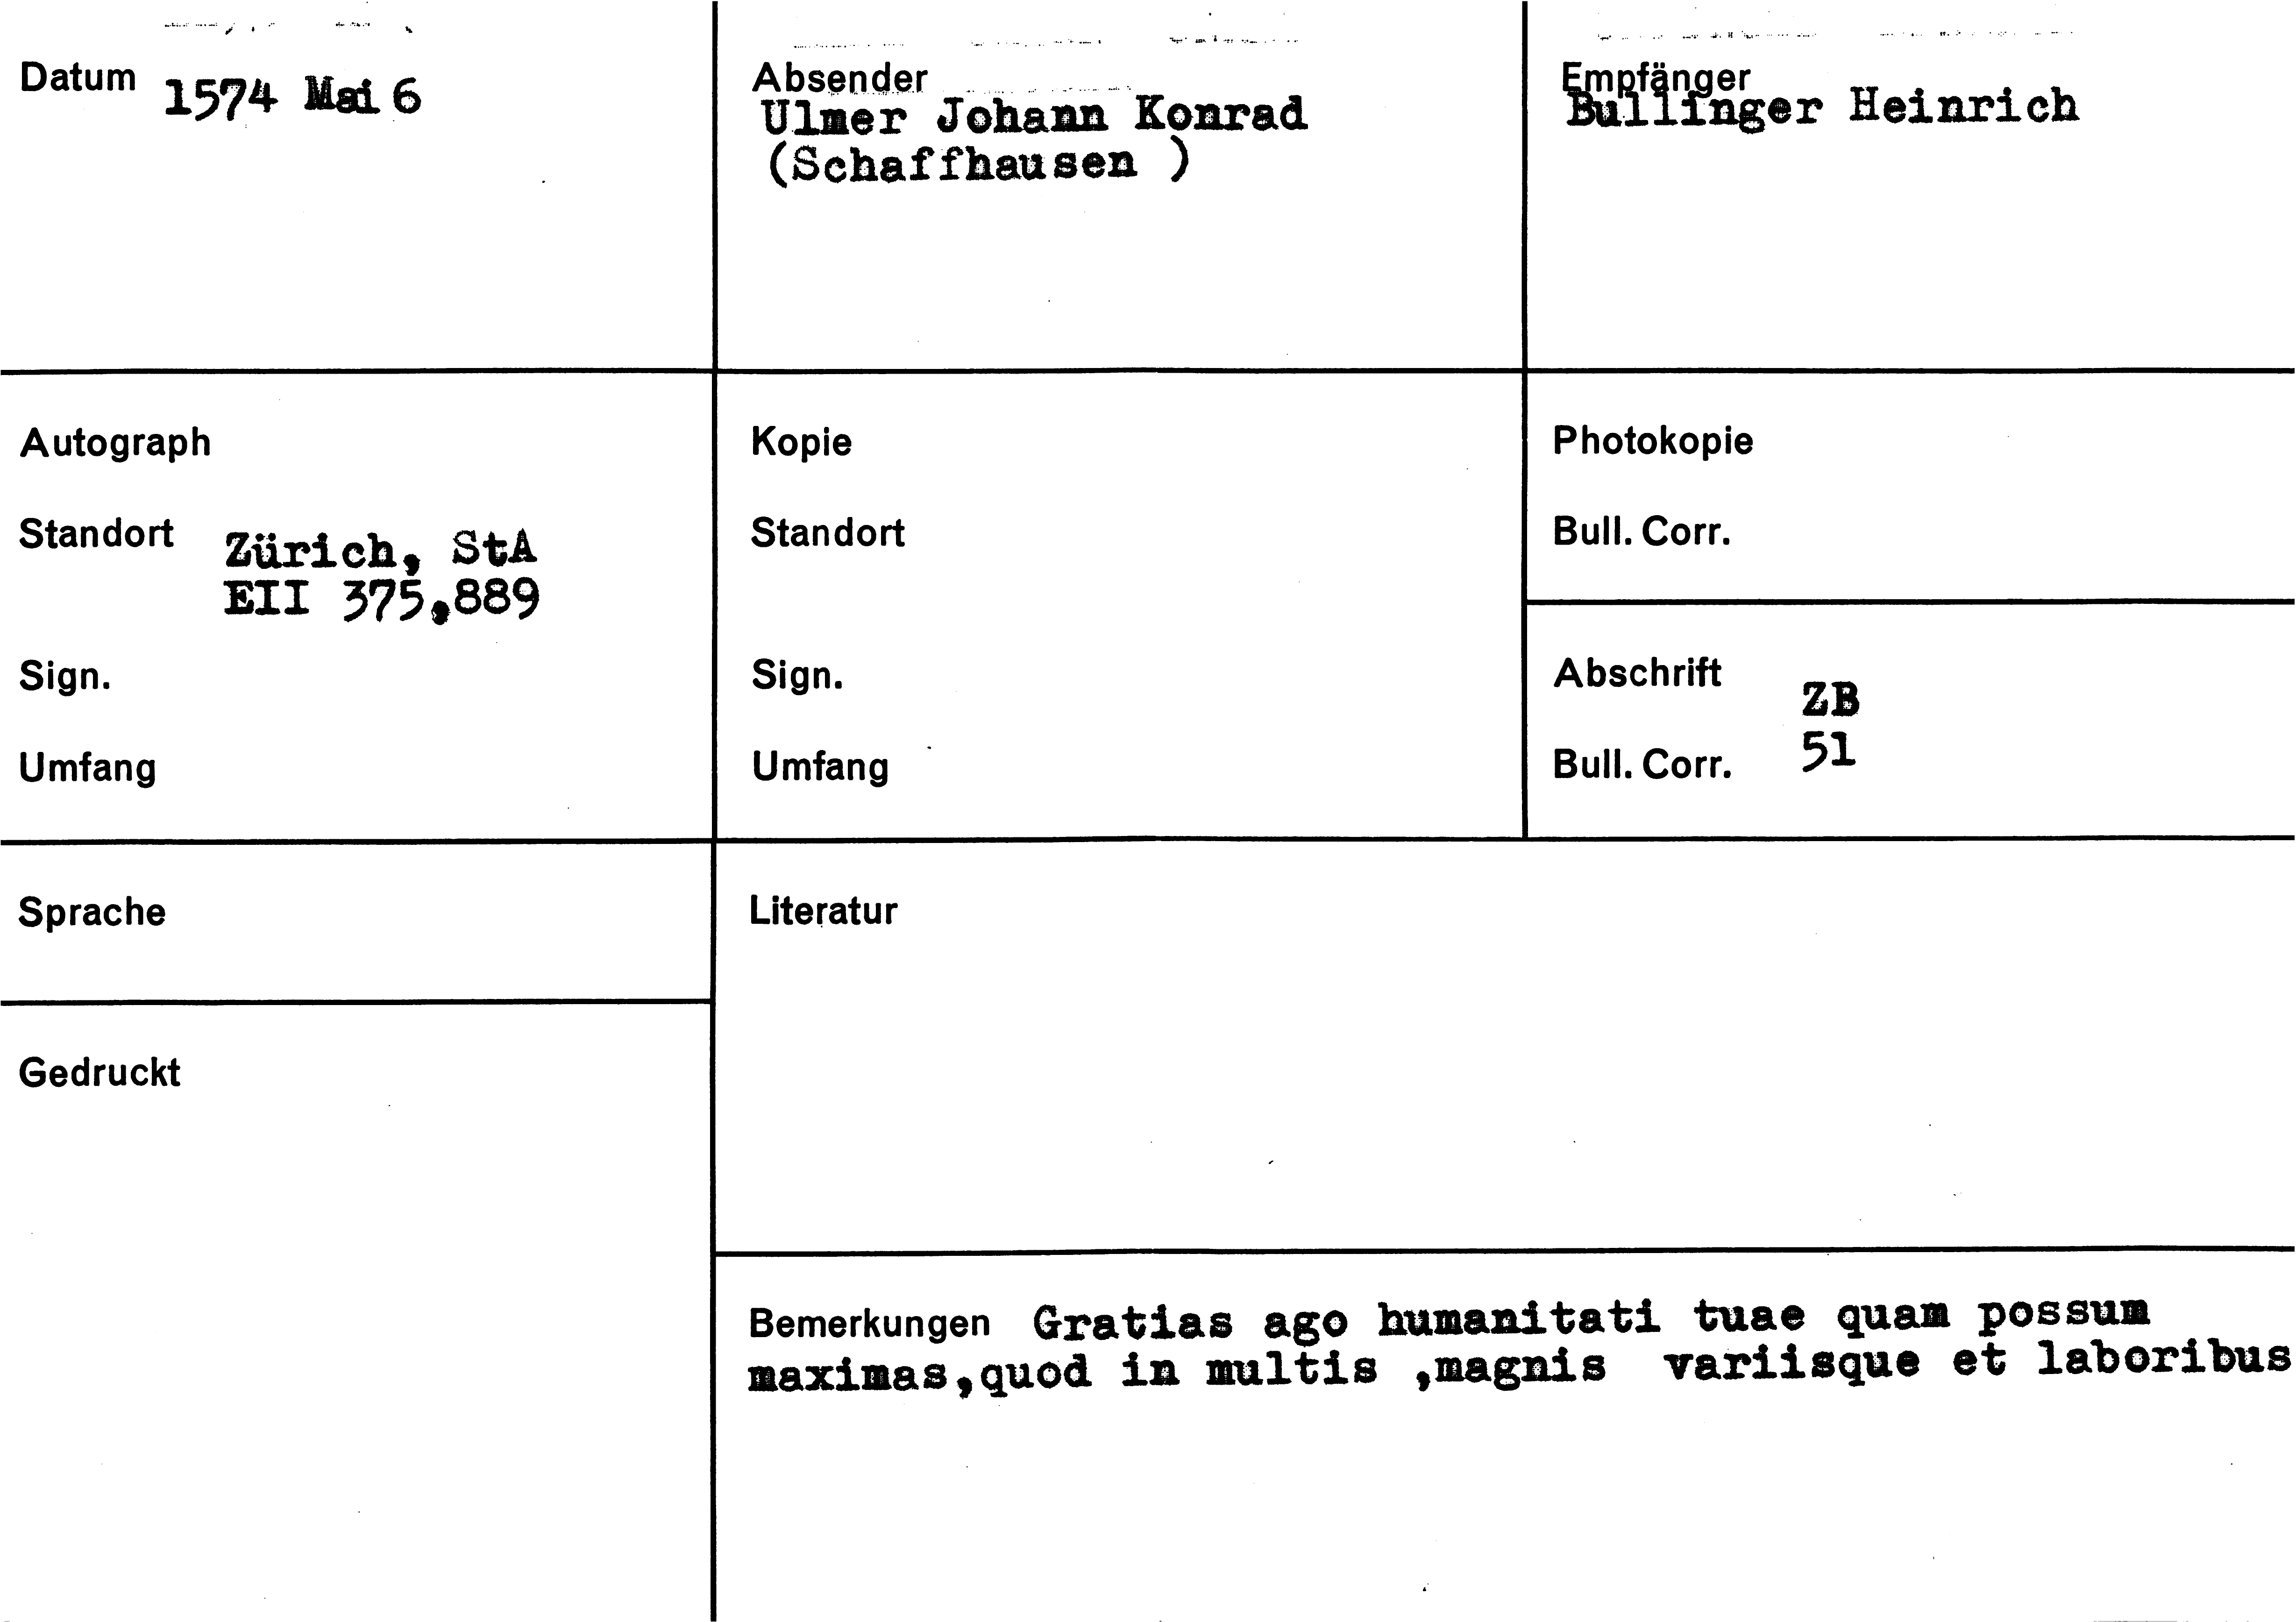 Datum 1574 Mai 6
Absender
Ulmer Johann Konrad
(Schaffhausen )
Empfänger
Bullinger Heinrich
Autograph
Standort Zürich, StA
EII 375,889
Sign.
Umfang
Kopie
Standort
Sign.
Umfang
Photokopie
Bull. Corr.
Abschrift ZB
Bull. Corr. 51
Sprache
Literatur
Gedruckt
Bemerkungen Gratias ago humanitati tuae quam possum
maximas,quod in multis ,magnis variisque et laboribus